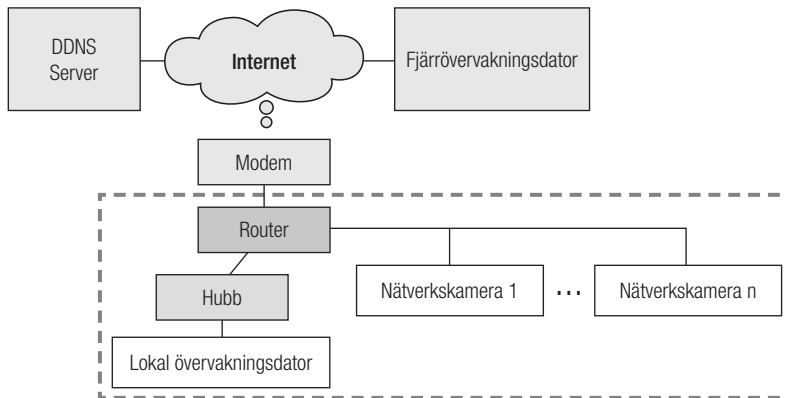 DDNS
Server
Internet
Fjärrövervakningsdator
Modem
Router
Hubb
Nätverkskamera 1
...
Nätverkskamera n
Lokal övervakningsdator